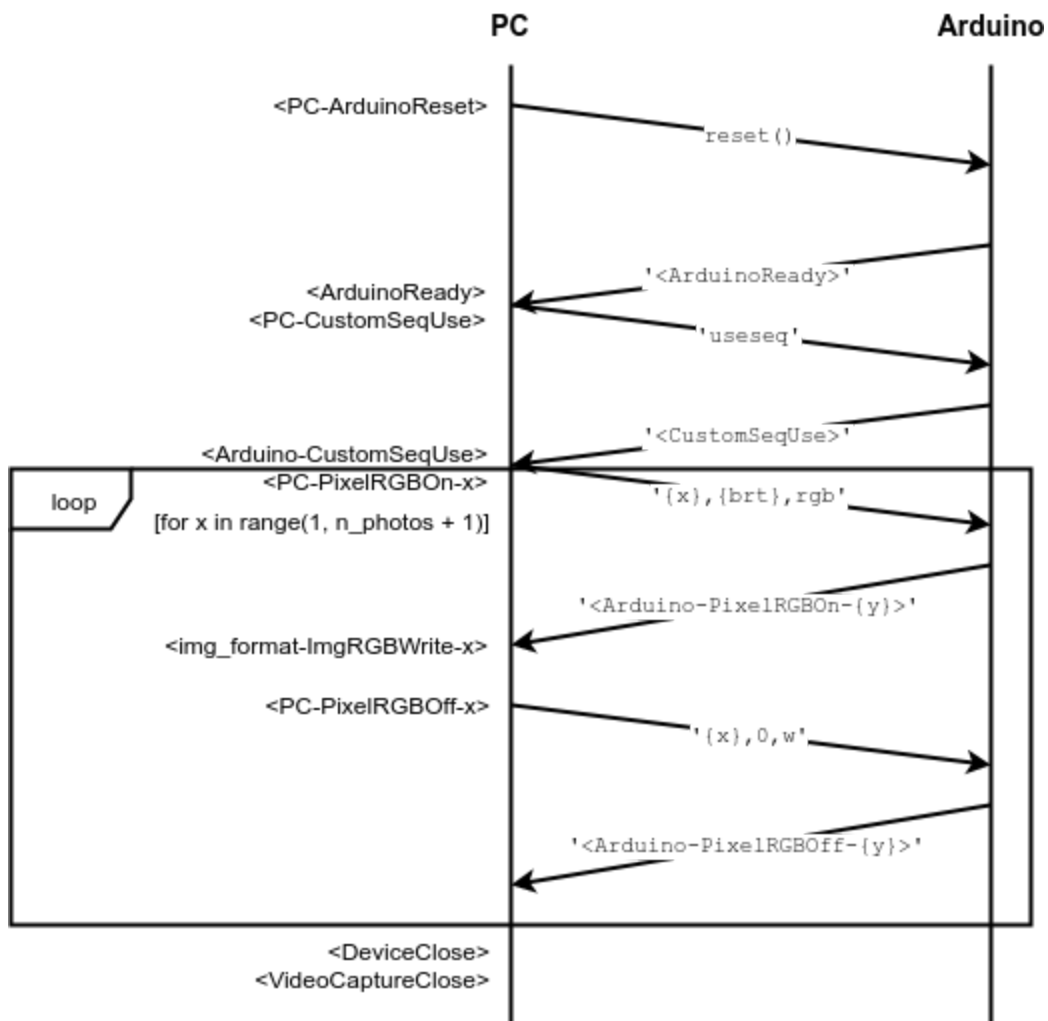 PC
Arduino
<PC-ArduinoReset>
reset()
'<ArduinoReady>'
<ArduinoReady>
<PC-CustomSeqUse>
'useseq'
'<CustomSeqUse>'
<Arduino-CustomSeqUse>
<PC-PixelRGBOn-x>
'{x},{brt},rgb'
loop
[for x in range(1, n_photos + 1)]
'<Arduino-PixelRGBOn-{y}>'
<img_format-ImgRGBWrite-x>
<PC-PixelRGBOff-x>
'{x},0,w'
'<Arduino-PixelRGBOff-{y}>'
<DeviceClose>
<VideoCaptureClose>